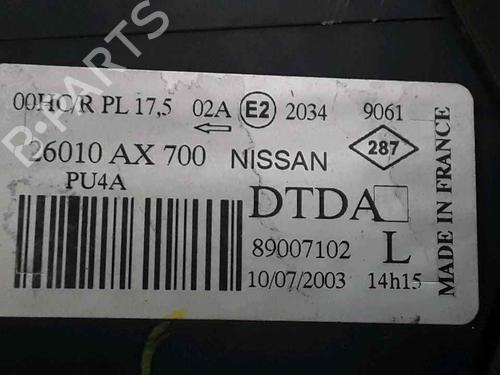 00HC/R PL 17,5 02A E2 2034 9061
26010 AX 700 NISSAN 287
PU4A DTDA
89007102 L
10/07/2003 14h15
MADE IN FRANCE
R-PARTS